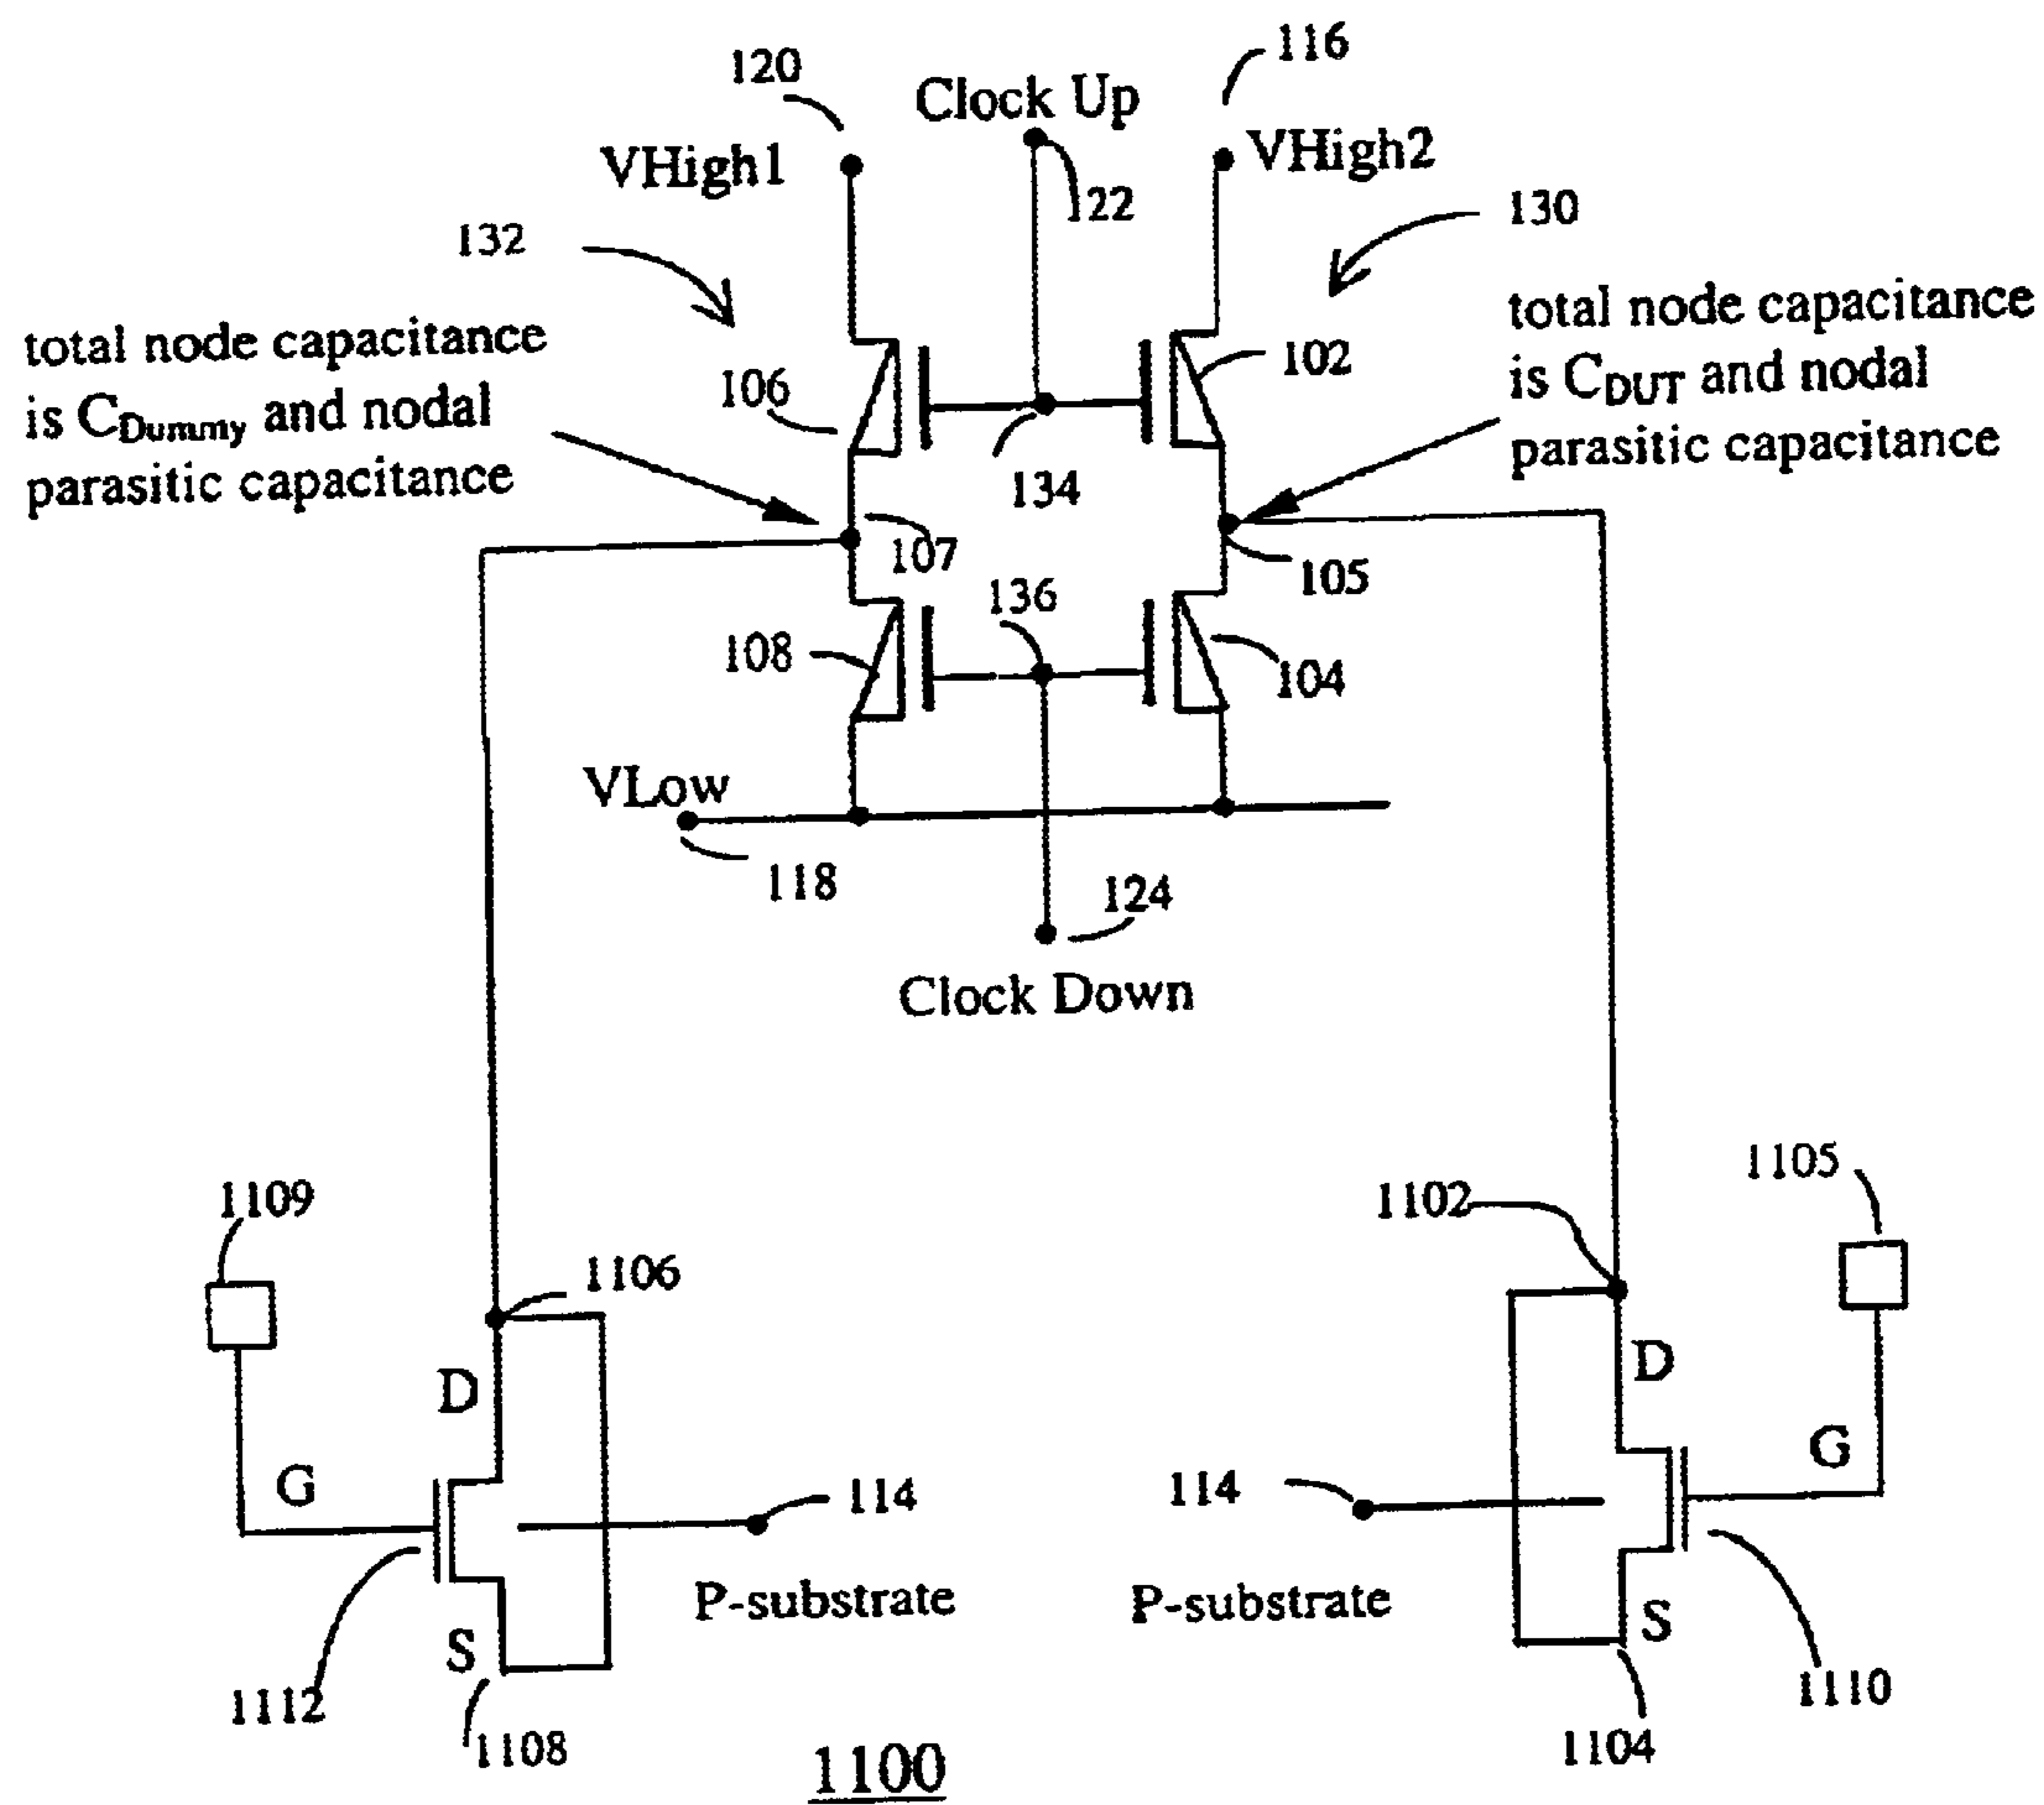 120
Clock Up
116
VHigh1
VHigh2
122
132
130
total node capacitance
is CDummy and nodal
parasitic capacitance
total node capacitance
is CDUT and nodal
parasitic capacitance
106
102
134
107
105
136
108
104
VLow
118
124
Clock Down
1109
1106
1102
1105
D
D
G
G
114
114
P-substrate
P-substrate
S
S
1112
1108
1110
1104
1100